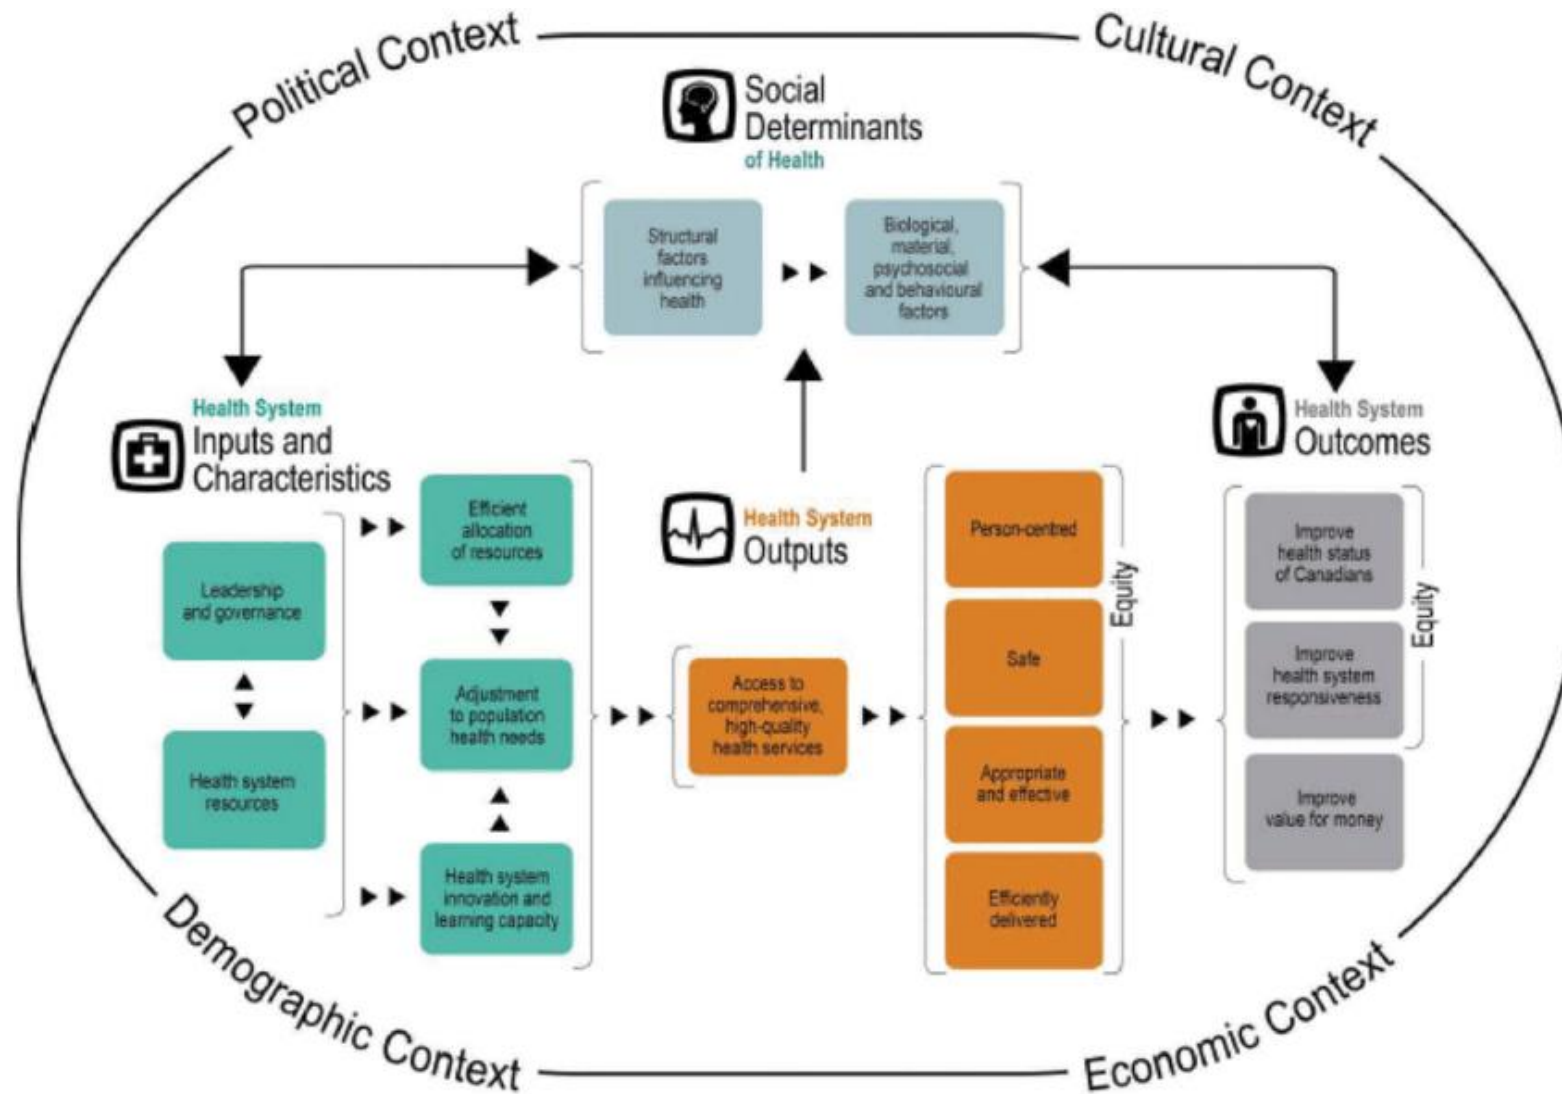 Political Context
Cultural Context
Social
Determinants
of Health
Structural
factors
influencing
health
Biological,
material,
psychosocial
and behavioural
factors
Health System
Inputs and
Characteristics
Leadership
and governance
Health system
resources
Efficient
allocation
of resources
Adjustment
to population
health needs
Health system
innovation and
learning capacity
Health System
Outputs
Access to
comprehensive,
high-quality
health services
Person-centred
Safe
Appropriate
and effective
Efficiently
delivered
Equity
Health System
Outcomes
Improve
health status
of Canadians
Improve
health system
responsiveness
Equity
Improve
value for money
Demographic Context
Economic Context